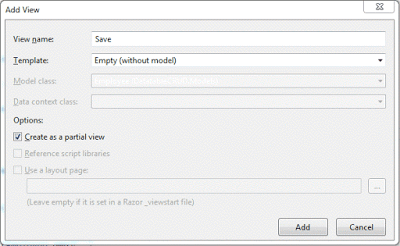 Add View
View name: Save
Template: Empty (without model)
Model class:
Data context class:
Options:
Create as a partial view
Reference script libraries
Use a layout page:
...
(Leave empty if it is set in a Razor _viewstart file)
Add Cancel